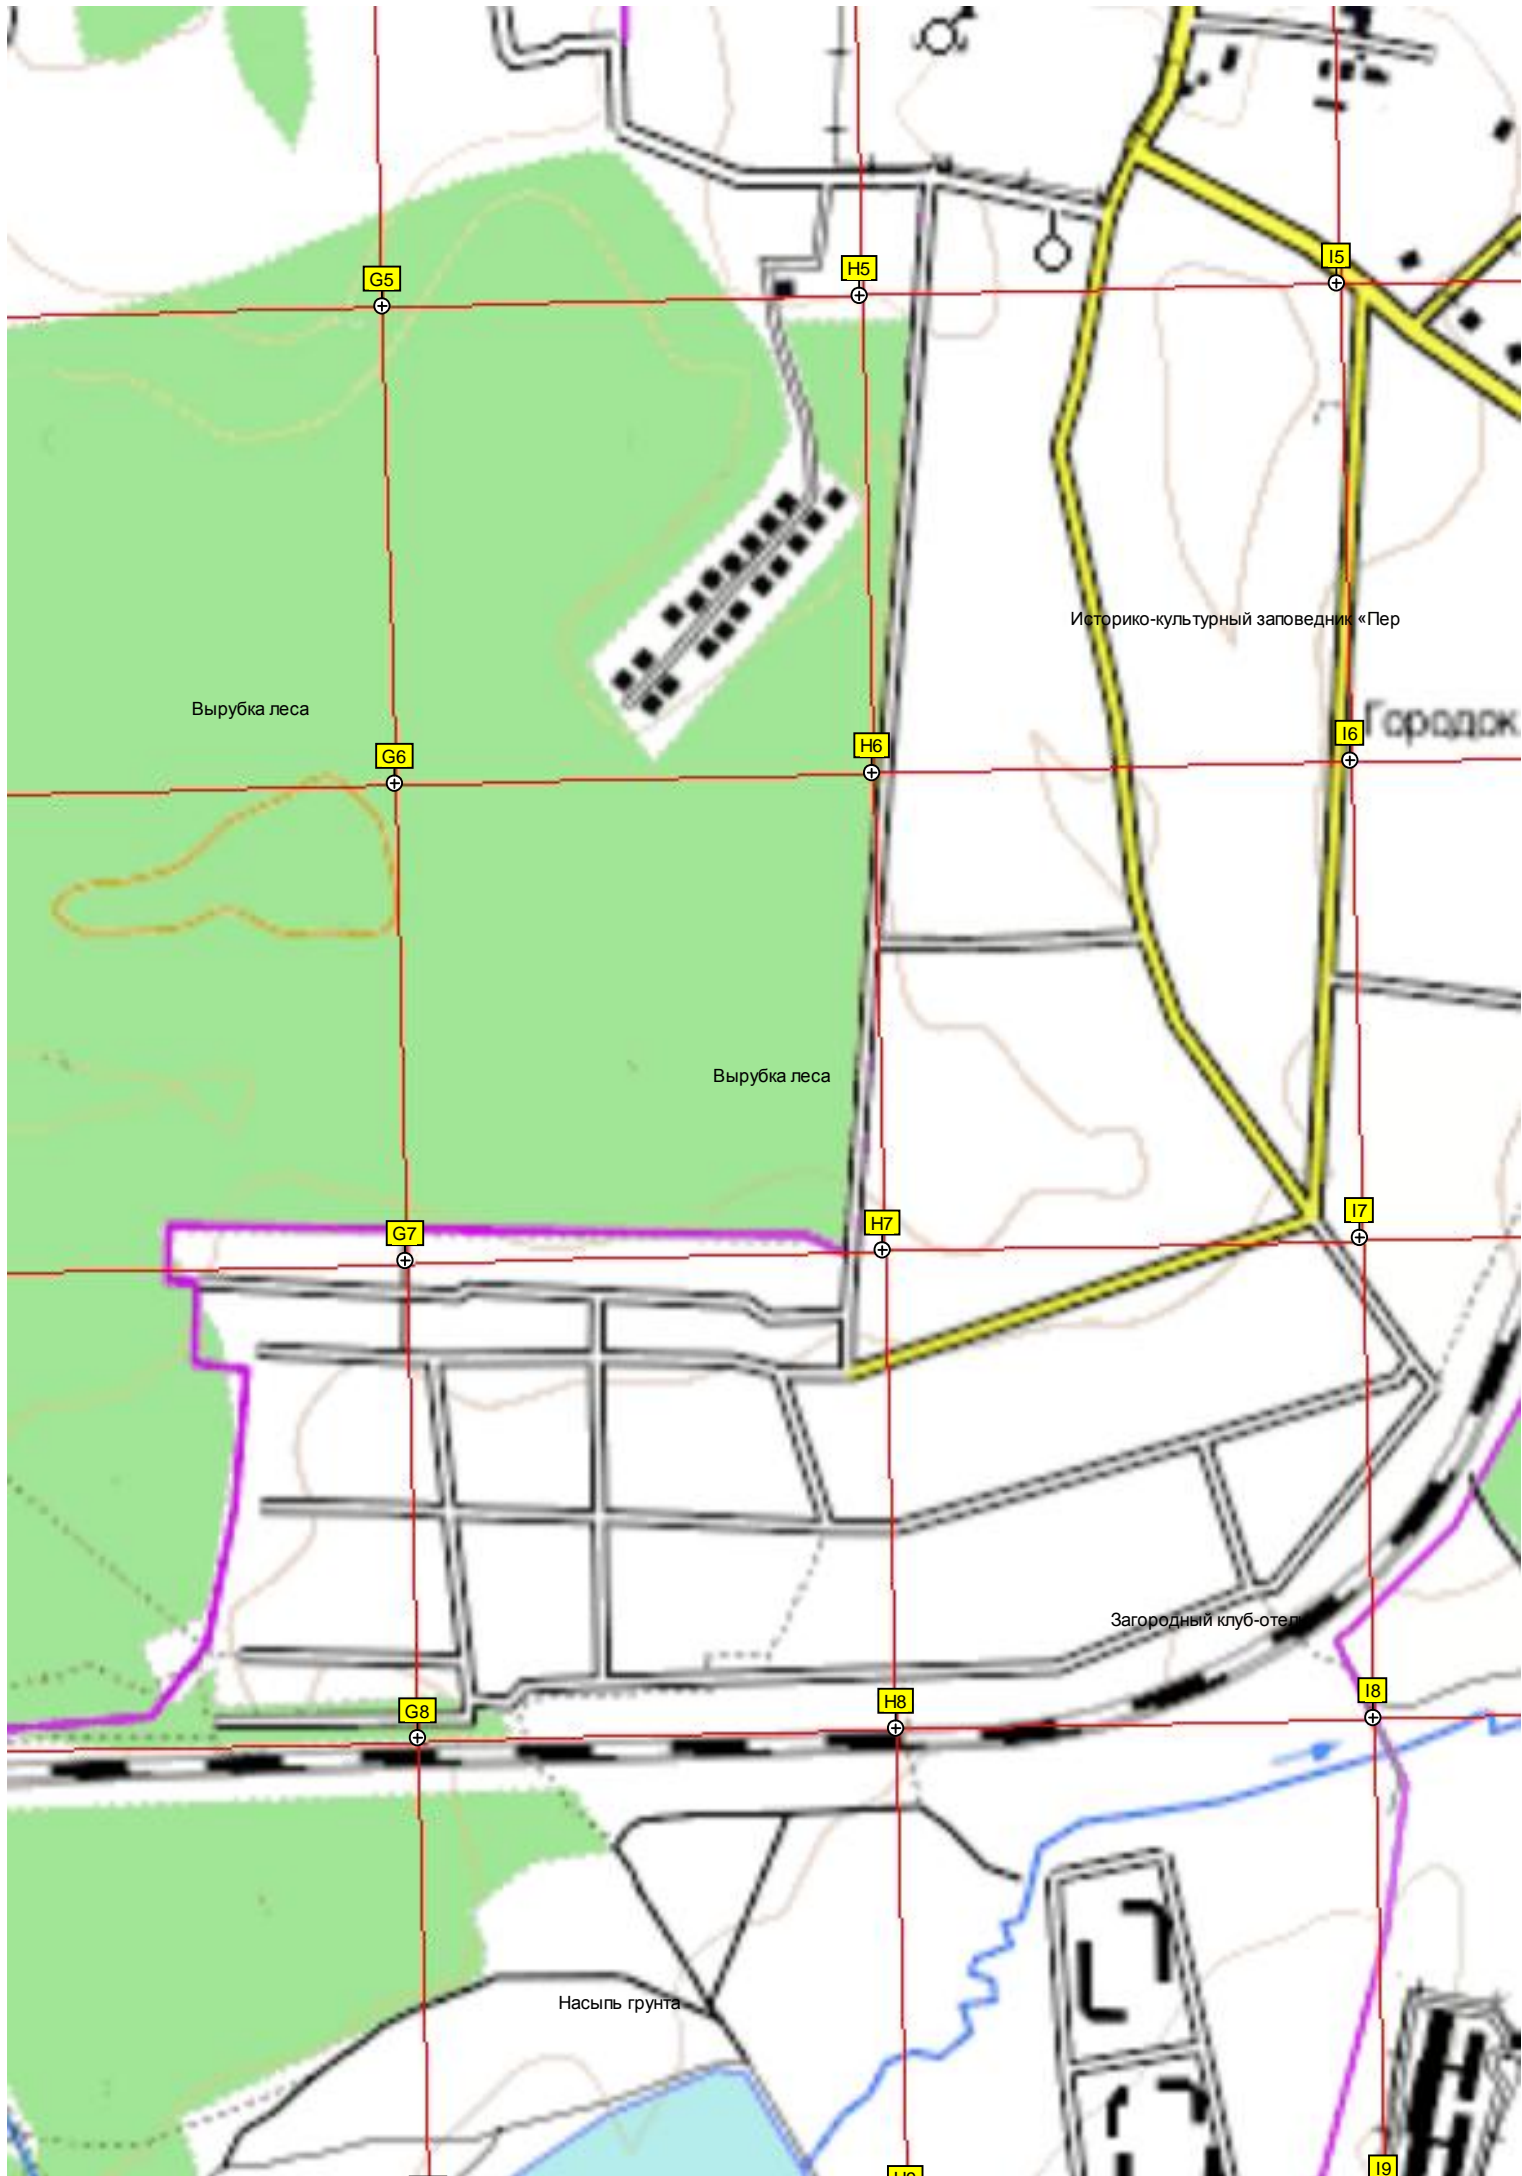 G5
H5
I5
Историко-культурный заповедник «Пер
Вырубка леса
Городок
G6
H6
I6
Вырубка леса
G7
H7
I7
Загородный клуб-отель
G8
H8
I8
Насыпь грунта
I9